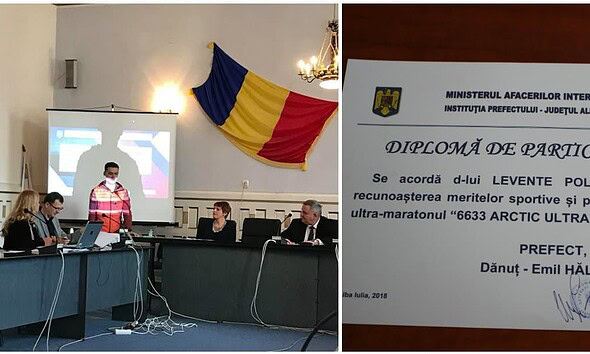 MINISTERUL AFACERILOR INTER
INSTITUȚIA PREFECTULUI - JUDEȚUL AL
DIPLOMĂ DE PARTIC
Se acordă d-lui LEVENTE POL
recunoașterea meritelor sportive și p
ultra-maratonul “6633 ARCTIC ULTRA
PREFECT,
Dănuț - Emil HĂL
lba Iulia, 2018